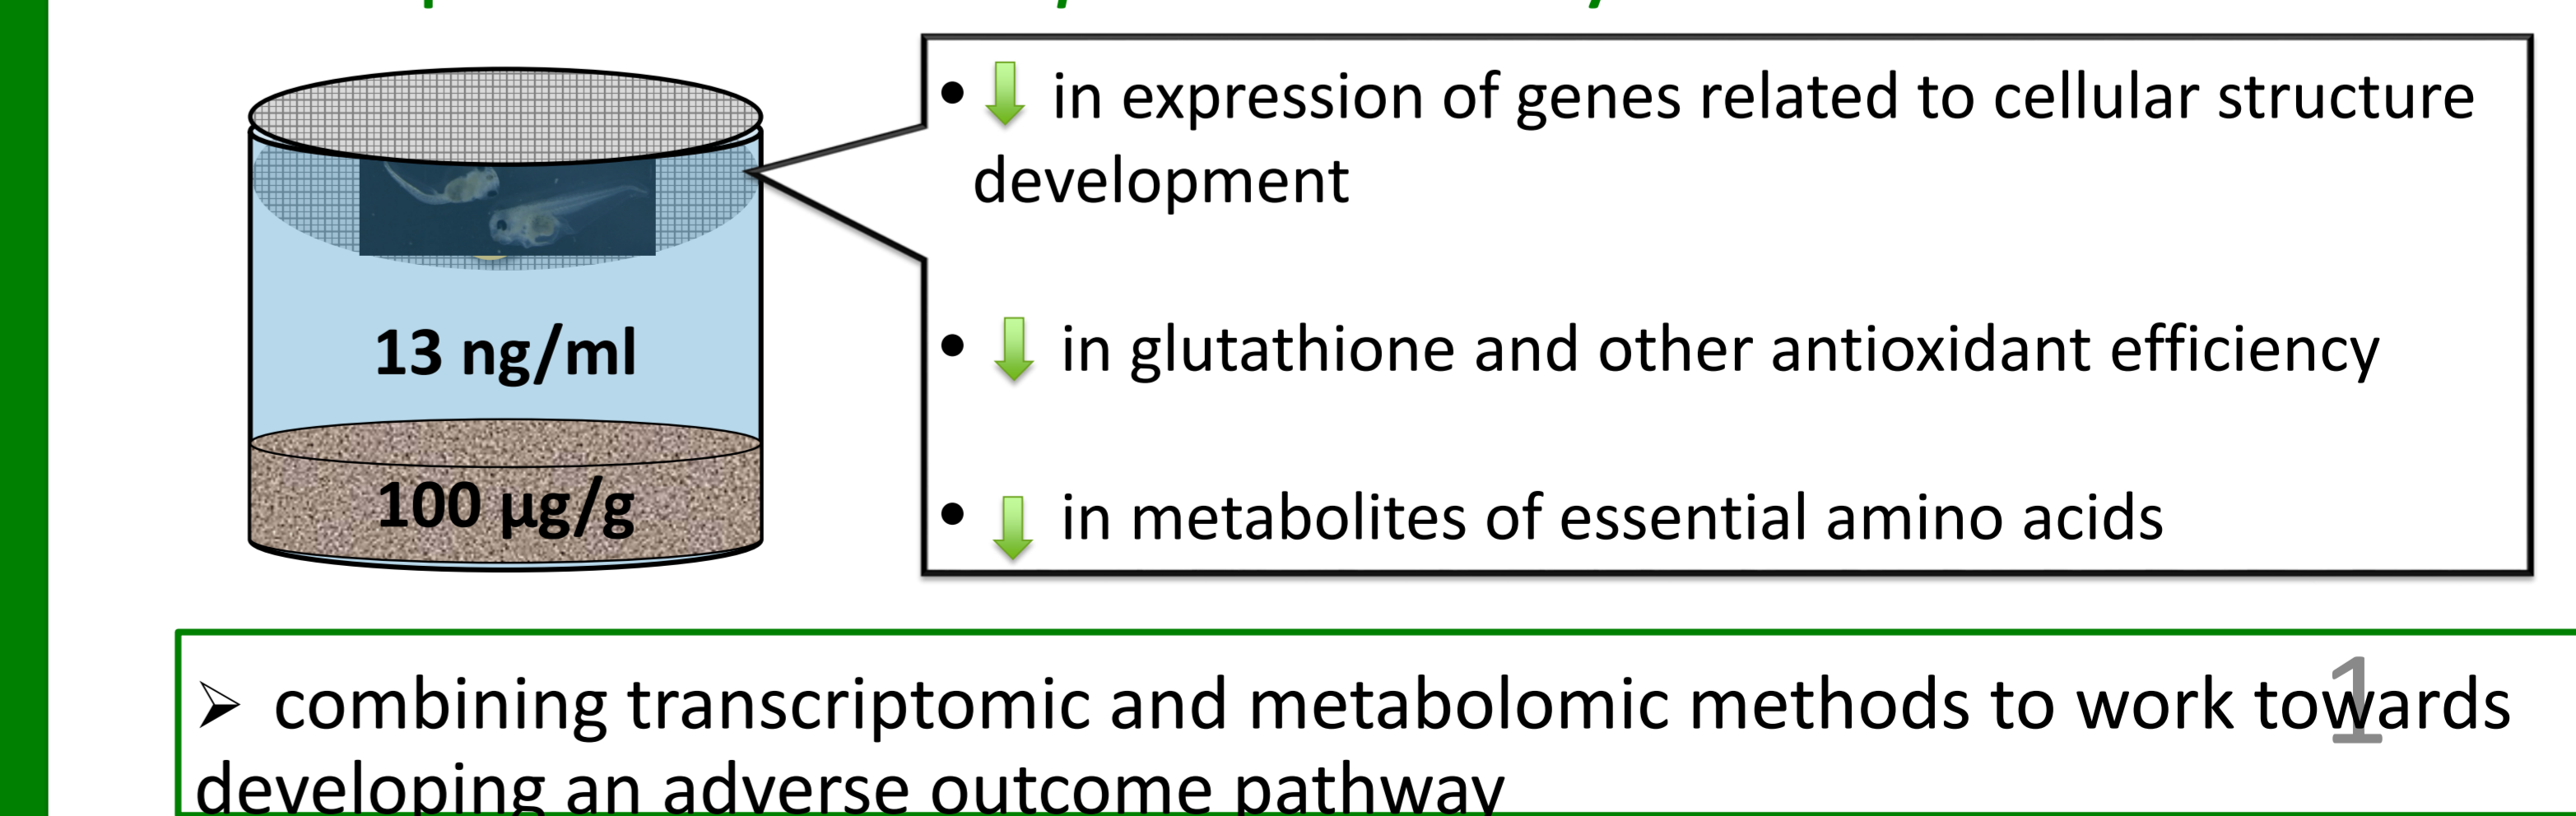 13 ng/ml
100 µg/g
• ↓ in expression of genes related to cellular structure
development
• ↓ in glutathione and other antioxidant efficiency
• ↓ in metabolites of essential amino acids
➢ combining transcriptomic and metabolomic methods to work towards
developing an adverse outcome pathway
1